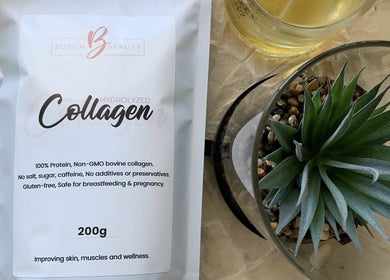 BOSCH B BEAUTY
HYDROLYZED
Collagen
100% Protein, Non-GMO bovine collagen.
No salt, sugar, caffeine, No additives or preservatives.
Gluten-free, Safe for breastfeeding & pregnancy.
200g
Improving skin, muscles and wellness.